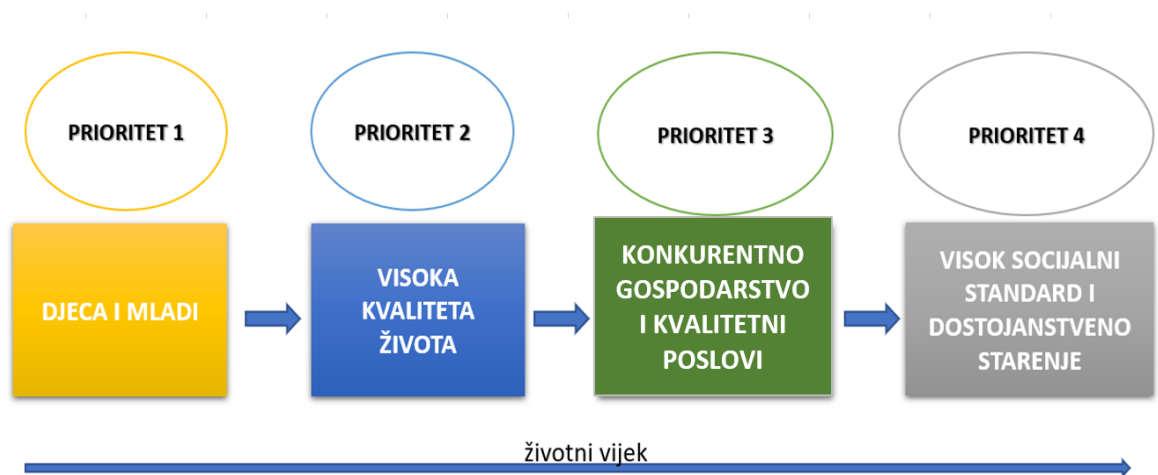 PRIORITET 1
PRIORITET 2
PRIORITET 3
PRIORITET 4
DJECA I MLADI
VISOKA
KVALITETA
ŽIVOTA
KONKURENTNO
GOSPODARSTVO
I KVALITETNI
POSLOVI
VISOK SOCIJALNI
STANDARD I
DOSTOJANSTVENO
STARENJE
životni vijek